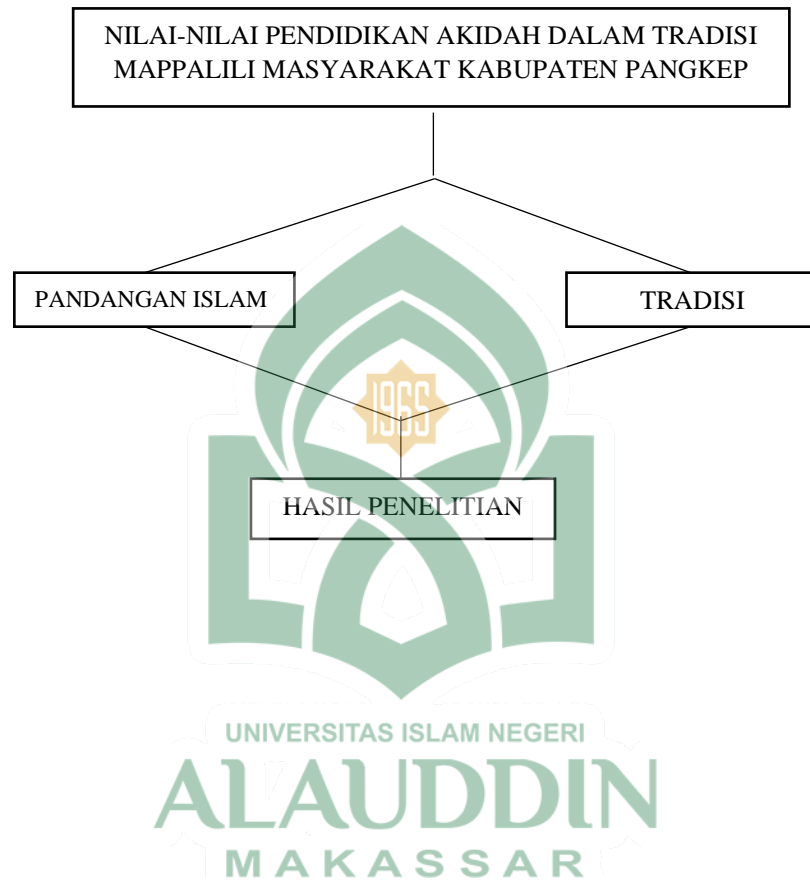 NILAI-NILAI PENDIDIKAN AKIDAH DALAM TRADISI
MAPPALILI MASYARAKAT KABUPATEN PANGKEP
PANDANGAN ISLAM
TRADISI
1965
HASIL PENELITIAN
UNIVERSITAS ISLAM NEGERI
ALAUDDIN
MAKASSAR